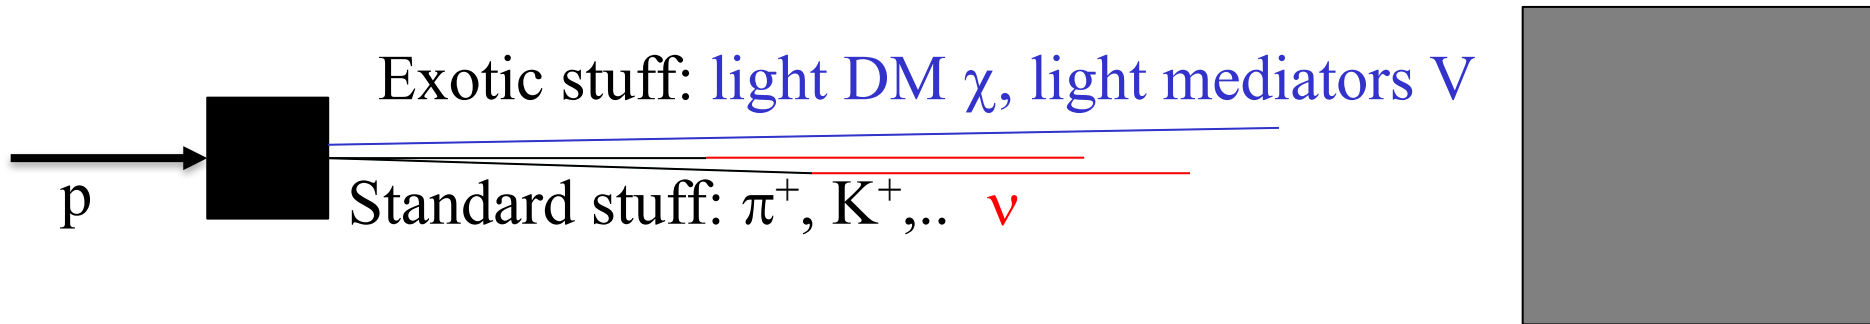 Exotic stuff: light DM χ, light mediators V
p
Standard stuff: π⁺, K⁺,.. ν